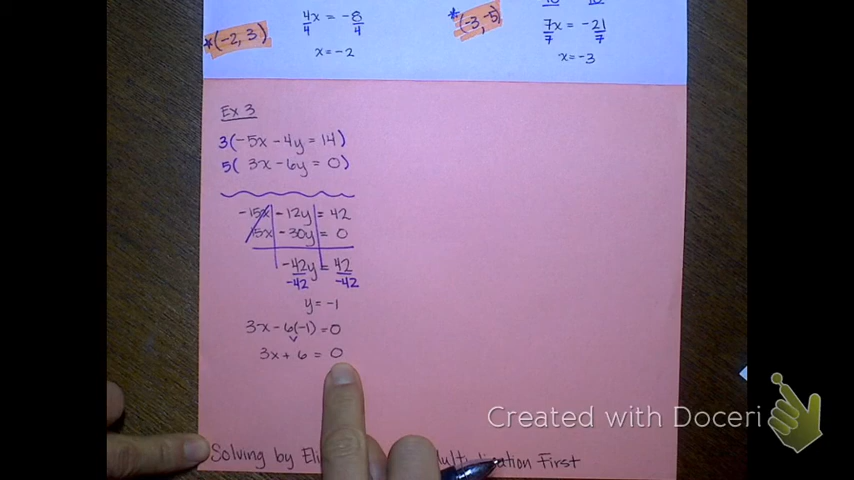 4x = -8
4 4
*(-2, 3)
x = -2
*(-3, -5)
7x = -21
7 7
x = -3
Ex 3
3(-5x - 4y = 14)
5( 3x - 6y = 0)
-15x - 12y = 42
15x - 30y = 0
-42y = 42
-42 -42
y = -1
3x - 6(-1) = 0
3x + 6 = 0
Created with Doceri
Solving by First